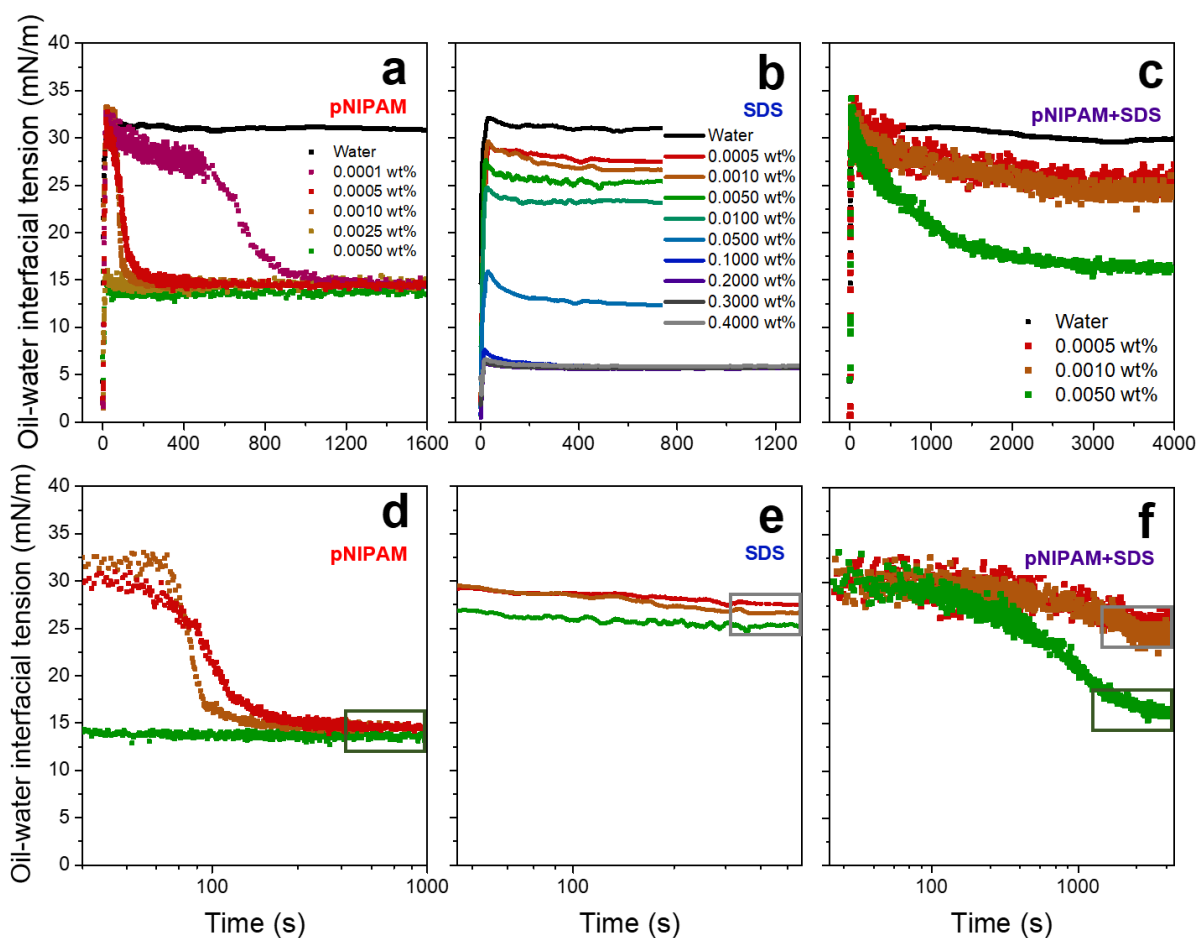 Oil-water interfacial tension (mN/m)
40
35
30
25
20
15
10
5
0
a
pNIPAM
Water
0.0001 wt%
0.0005 wt%
0.0010 wt%
0.0025 wt%
0.0050 wt%
0
400
800
1200
1600
b
SDS
Water
0.0005 wt%
0.0010 wt%
0.0050 wt%
0.0100 wt%
0.0500 wt%
0.1000 wt%
0.2000 wt%
0.3000 wt%
0.4000 wt%
0
400
800
1200
c
pNIPAM+SDS
Water
0.0005 wt%
0.0010 wt%
0.0050 wt%
0
1000
2000
3000
4000
Oil-water interfacial tension (mN/m)
40
35
30
25
20
15
10
5
0
d
pNIPAM
100
1000
Time (s)
e
SDS
100
Time (s)
f
pNIPAM+SDS
100
1000
Time (s)